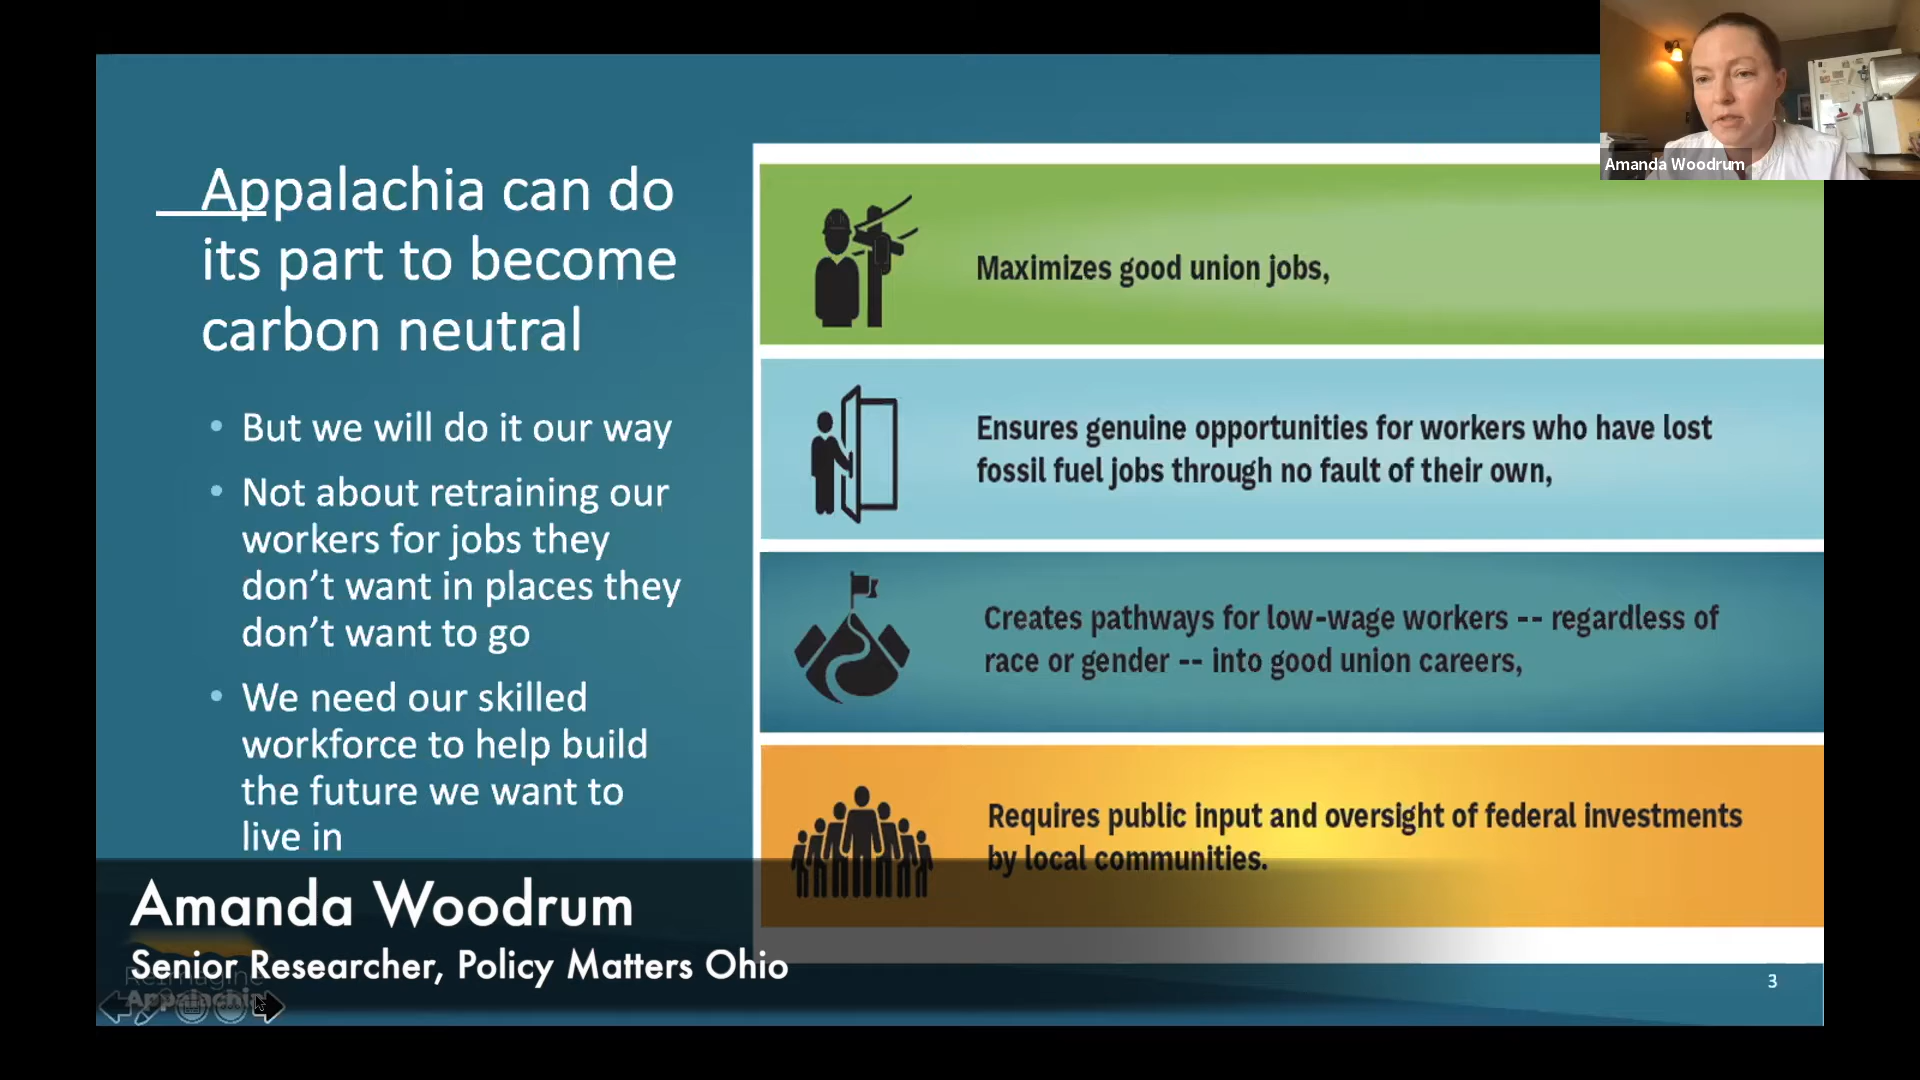 Amanda Woodrum
Appalachia can do
its part to become
carbon neutral
• But we will do it our way
• Not about retraining our
workers for jobs they
don’t want in places they
don’t want to go
• We need our skilled
workforce to help build
the future we want to
live in
Maximizes good union jobs,
Ensures genuine opportunities for workers who have lost
fossil fuel jobs through no fault of their own,
Creates pathways for low-wage workers -- regardless of
race or gender -- into good union careers,
Requires public input and oversight of federal investments
by local communities.
Amanda Woodrum
Senior Researcher, Policy Matters Ohio
Reimagine
Appalachia
3